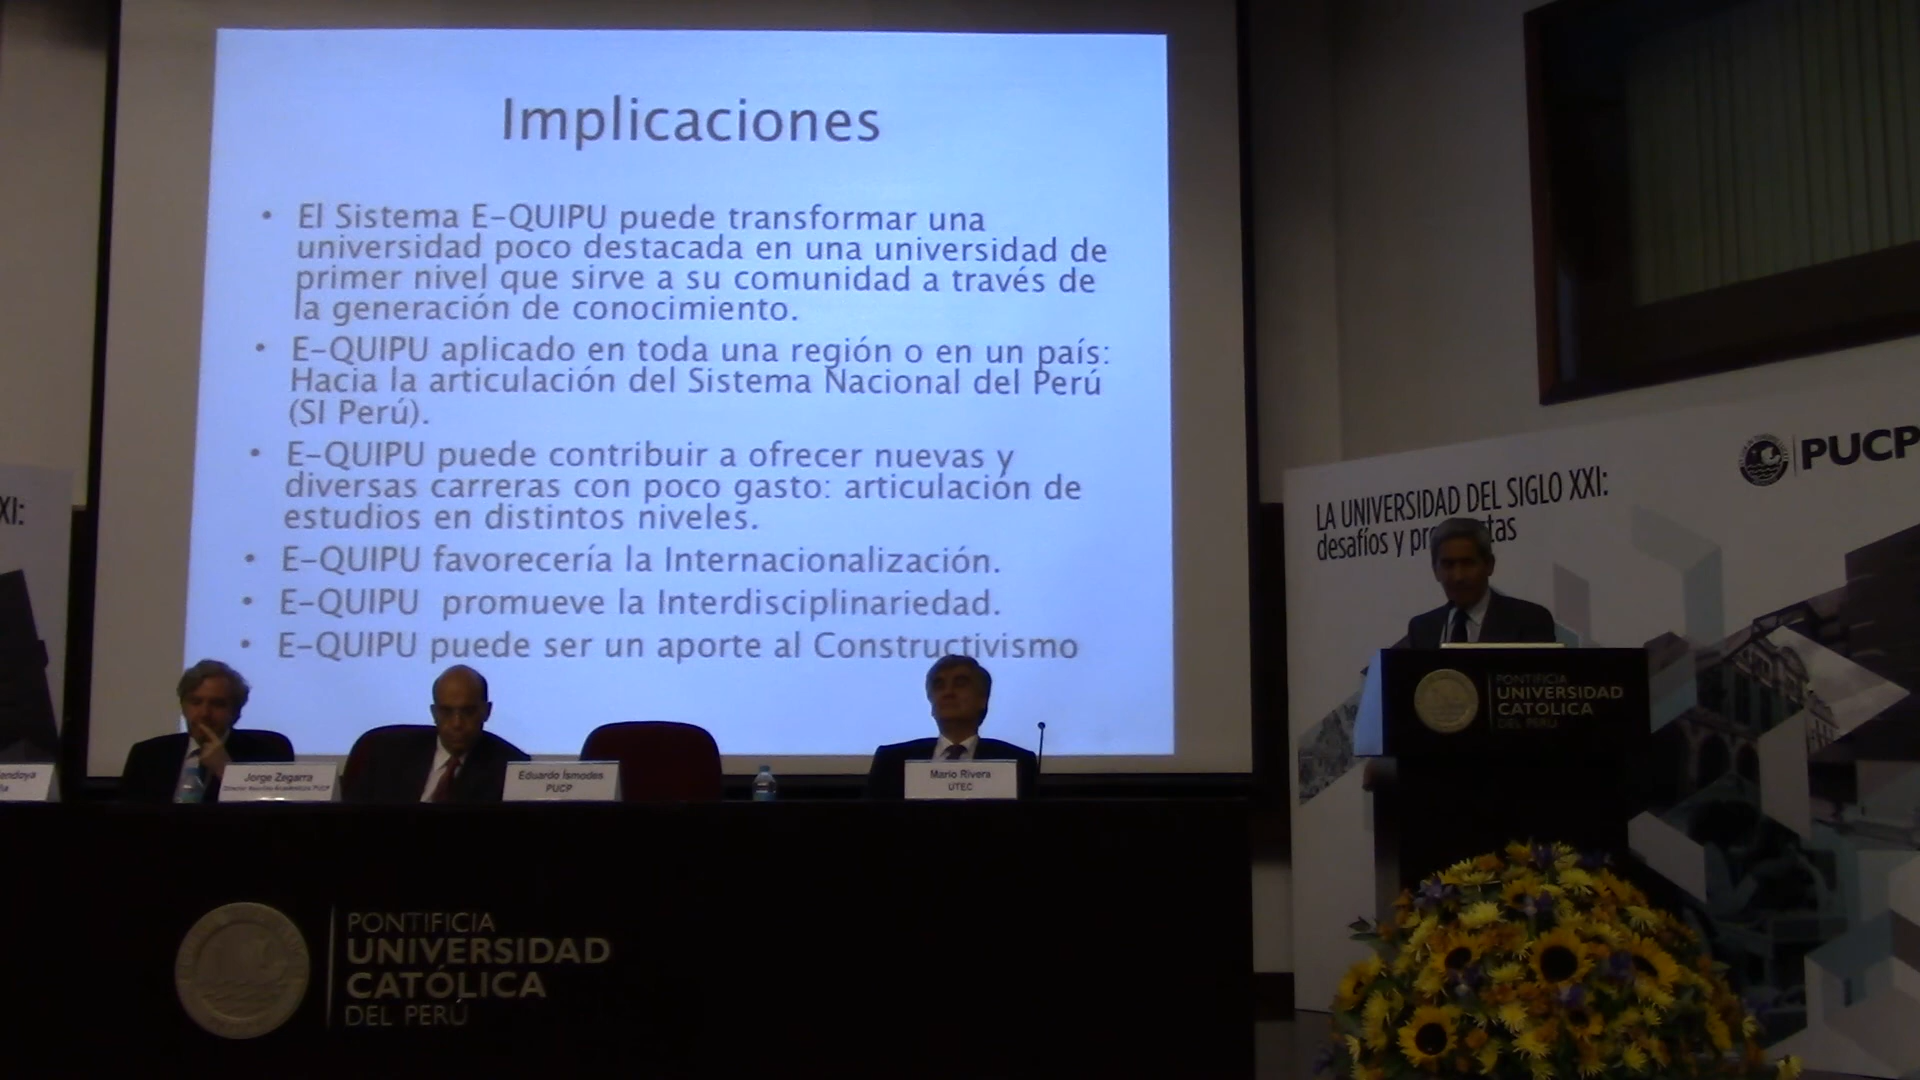 Implicaciones
• El Sistema E-QUIPU puede transformar una
universidad poco destacada en una universidad de
primer nivel que sirve a su comunidad a través de
la generación de conocimiento.
• E-QUIPU aplicado en toda una región o en un país:
Hacia la articulación del Sistema Nacional del Perú
(SI Perú).
• E-QUIPU puede contribuir a ofrecer nuevas y
diversas carreras con poco gasto: articulación de
estudios en distintos niveles.
• E-QUIPU favorecería la Internacionalización.
• E-QUIPU promueve la Interdisciplinariedad.
• E-QUIPU puede ser un aporte al Constructivismo
XI:
PUCP
LA UNIVERSIDAD DEL SIGLO XXI:
desafíos y
PONTIFICIA
UNIVERSIDAD
CATÓLICA
DEL PERÚ
endoya
Jorge Zegarra
Eduardo Ismodes
PUCP
Mario Rivera
UTEC
PONTIFICIA
UNIVERSIDAD
CATÓLICA
DEL PERÚ